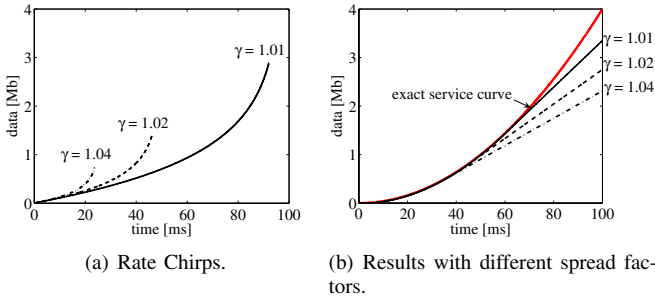 4
3
2
1
0
data [Mb]
0 20 40 60 80 100
time [ms]
γ = 1.01
γ = 1.02
γ = 1.04
(a) Rate Chirps.
4
3
2
1
0
data [Mb]
0 20 40 60 80 100
time [ms]
exact service curve
γ = 1.01
γ = 1.02
γ = 1.04
(b) Results with different spread fac-
tors.